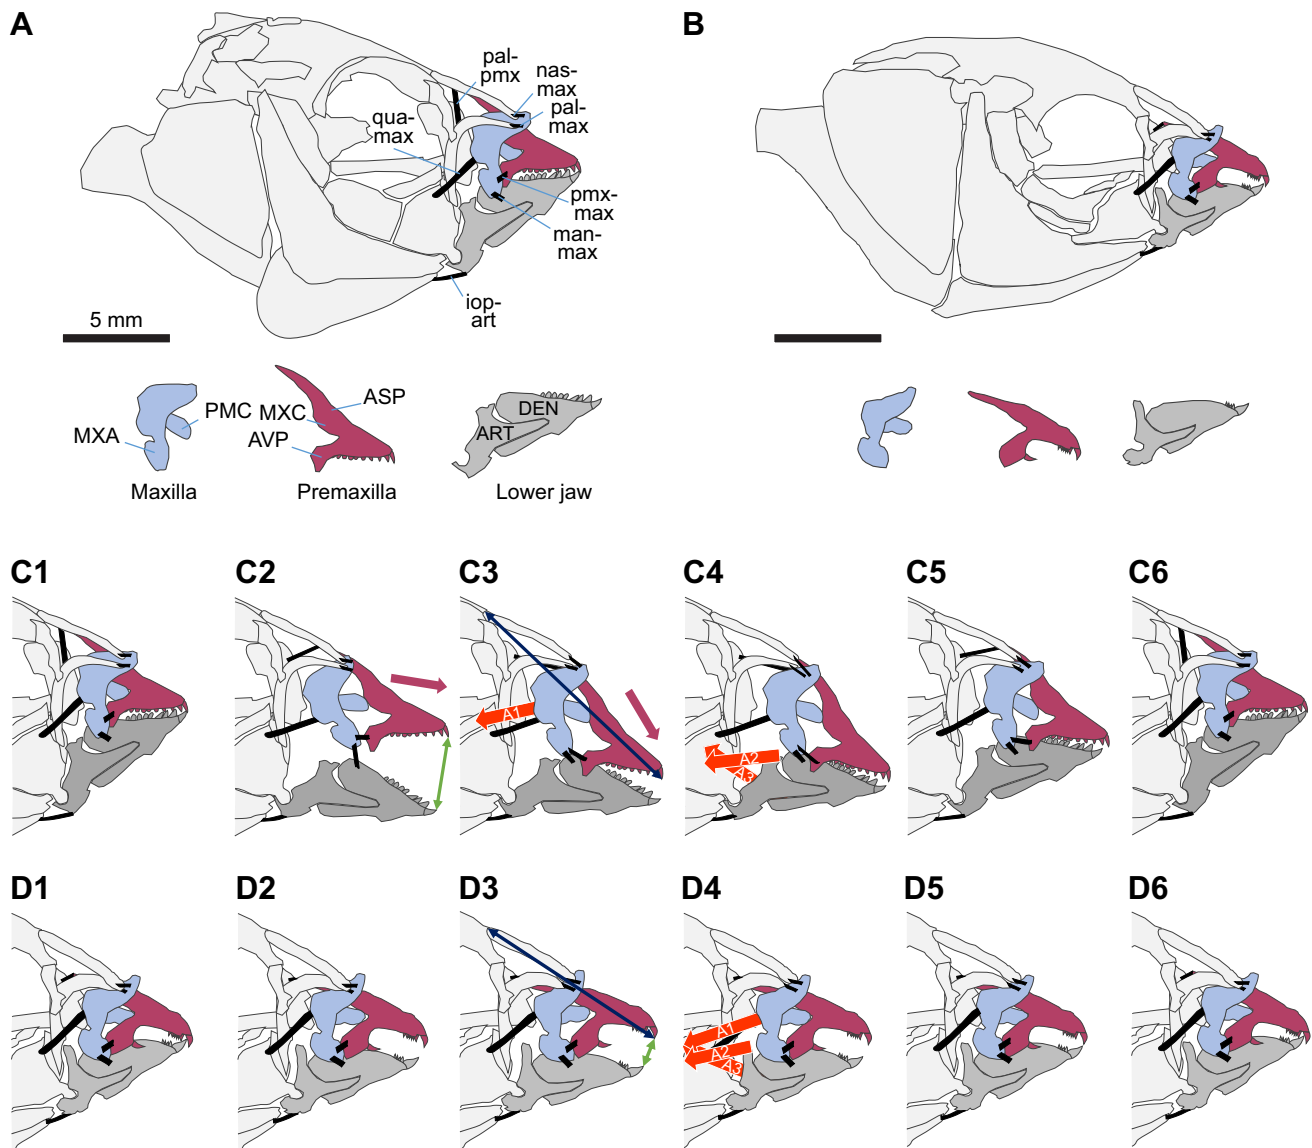 A
B
pal-
pmx
nas-
max
pal-
max
qua-
max
pmx-
max
man-
max
iop-
art
5 mm
MXA
PMC
MXC
AVP
ASP
DEN
ART
Maxilla
Premaxilla
Lower jaw
C1
C2
C3
C4
C5
C6
A1
A2
A3
D1
D2
D3
D4
D5
D6
A1
A2
A3